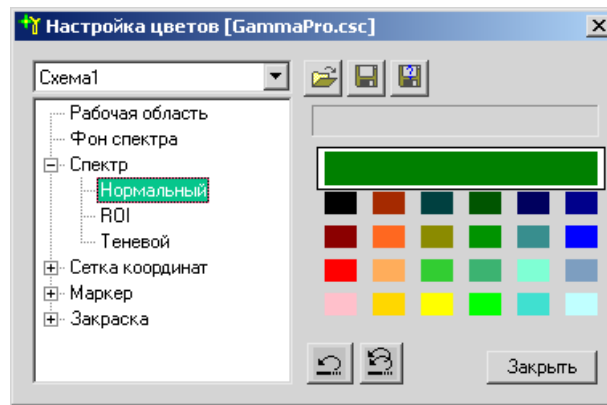 Настройка цветов [GammaPro.csc]
Схема1
Рабочая область
Фон спектра
Спектр
Нормальный
ROI
Теневой
Сетка координат
Маркер
Закраска
Закрыть